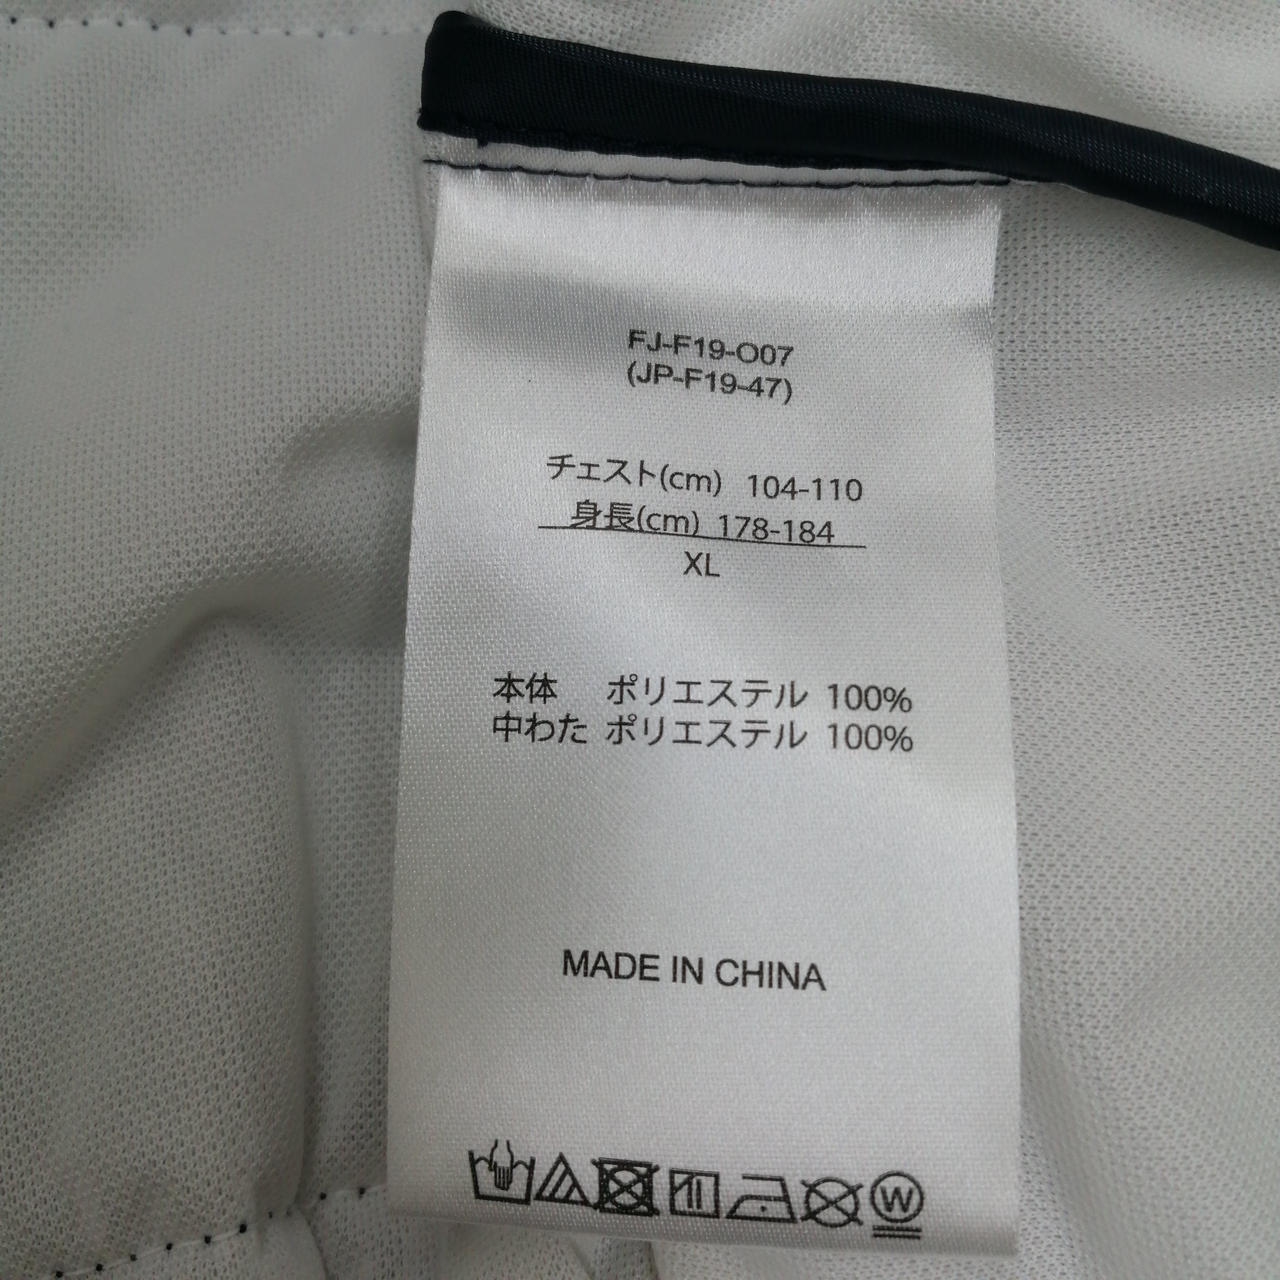 FJ-F19-O07
(JP-F19-47)
チェスト(cm) 104-110
身長(cm) 178-184
XL
本体 ポリエステル 100%
中わた ポリエステル 100%
MADE IN CHINA
W